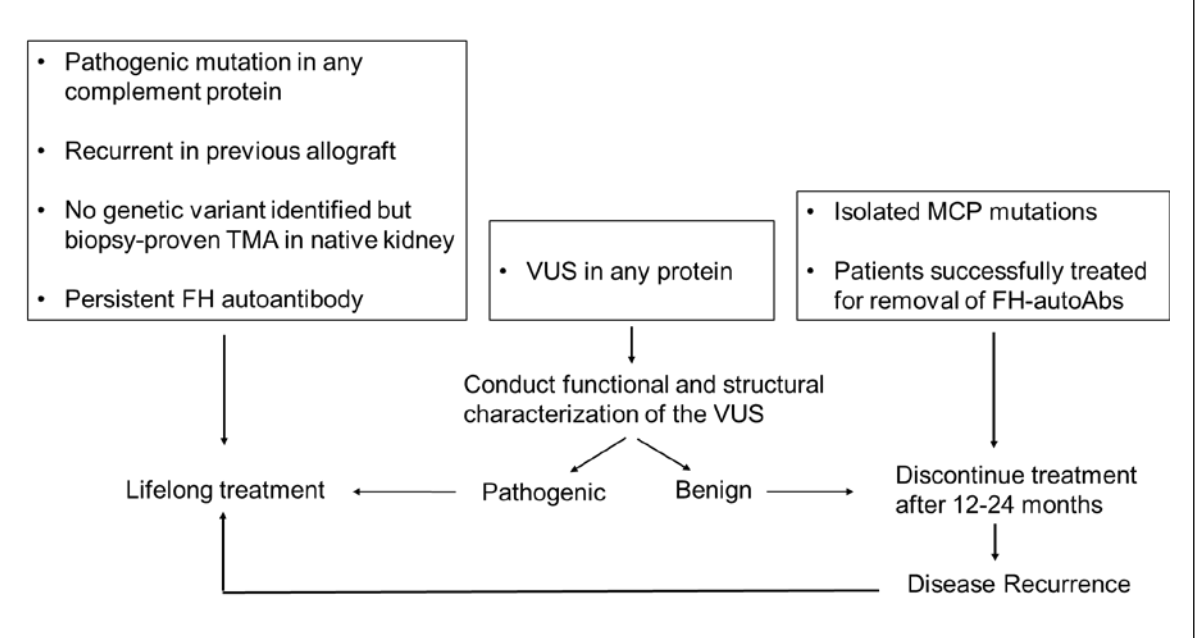 • Pathogenic mutation in any
complement protein
• Recurrent in previous allograft
• No genetic variant identified but
biopsy-proven TMA in native kidney
• Persistent FH autoantibody
• VUS in any protein
• Isolated MCP mutations
• Patients successfully treated
for removal of FH-autoAbs
Conduct functional and structural
characterization of the VUS
Lifelong treatment
Pathogenic
Benign
Discontinue treatment
after 12-24 months
Disease Recurrence